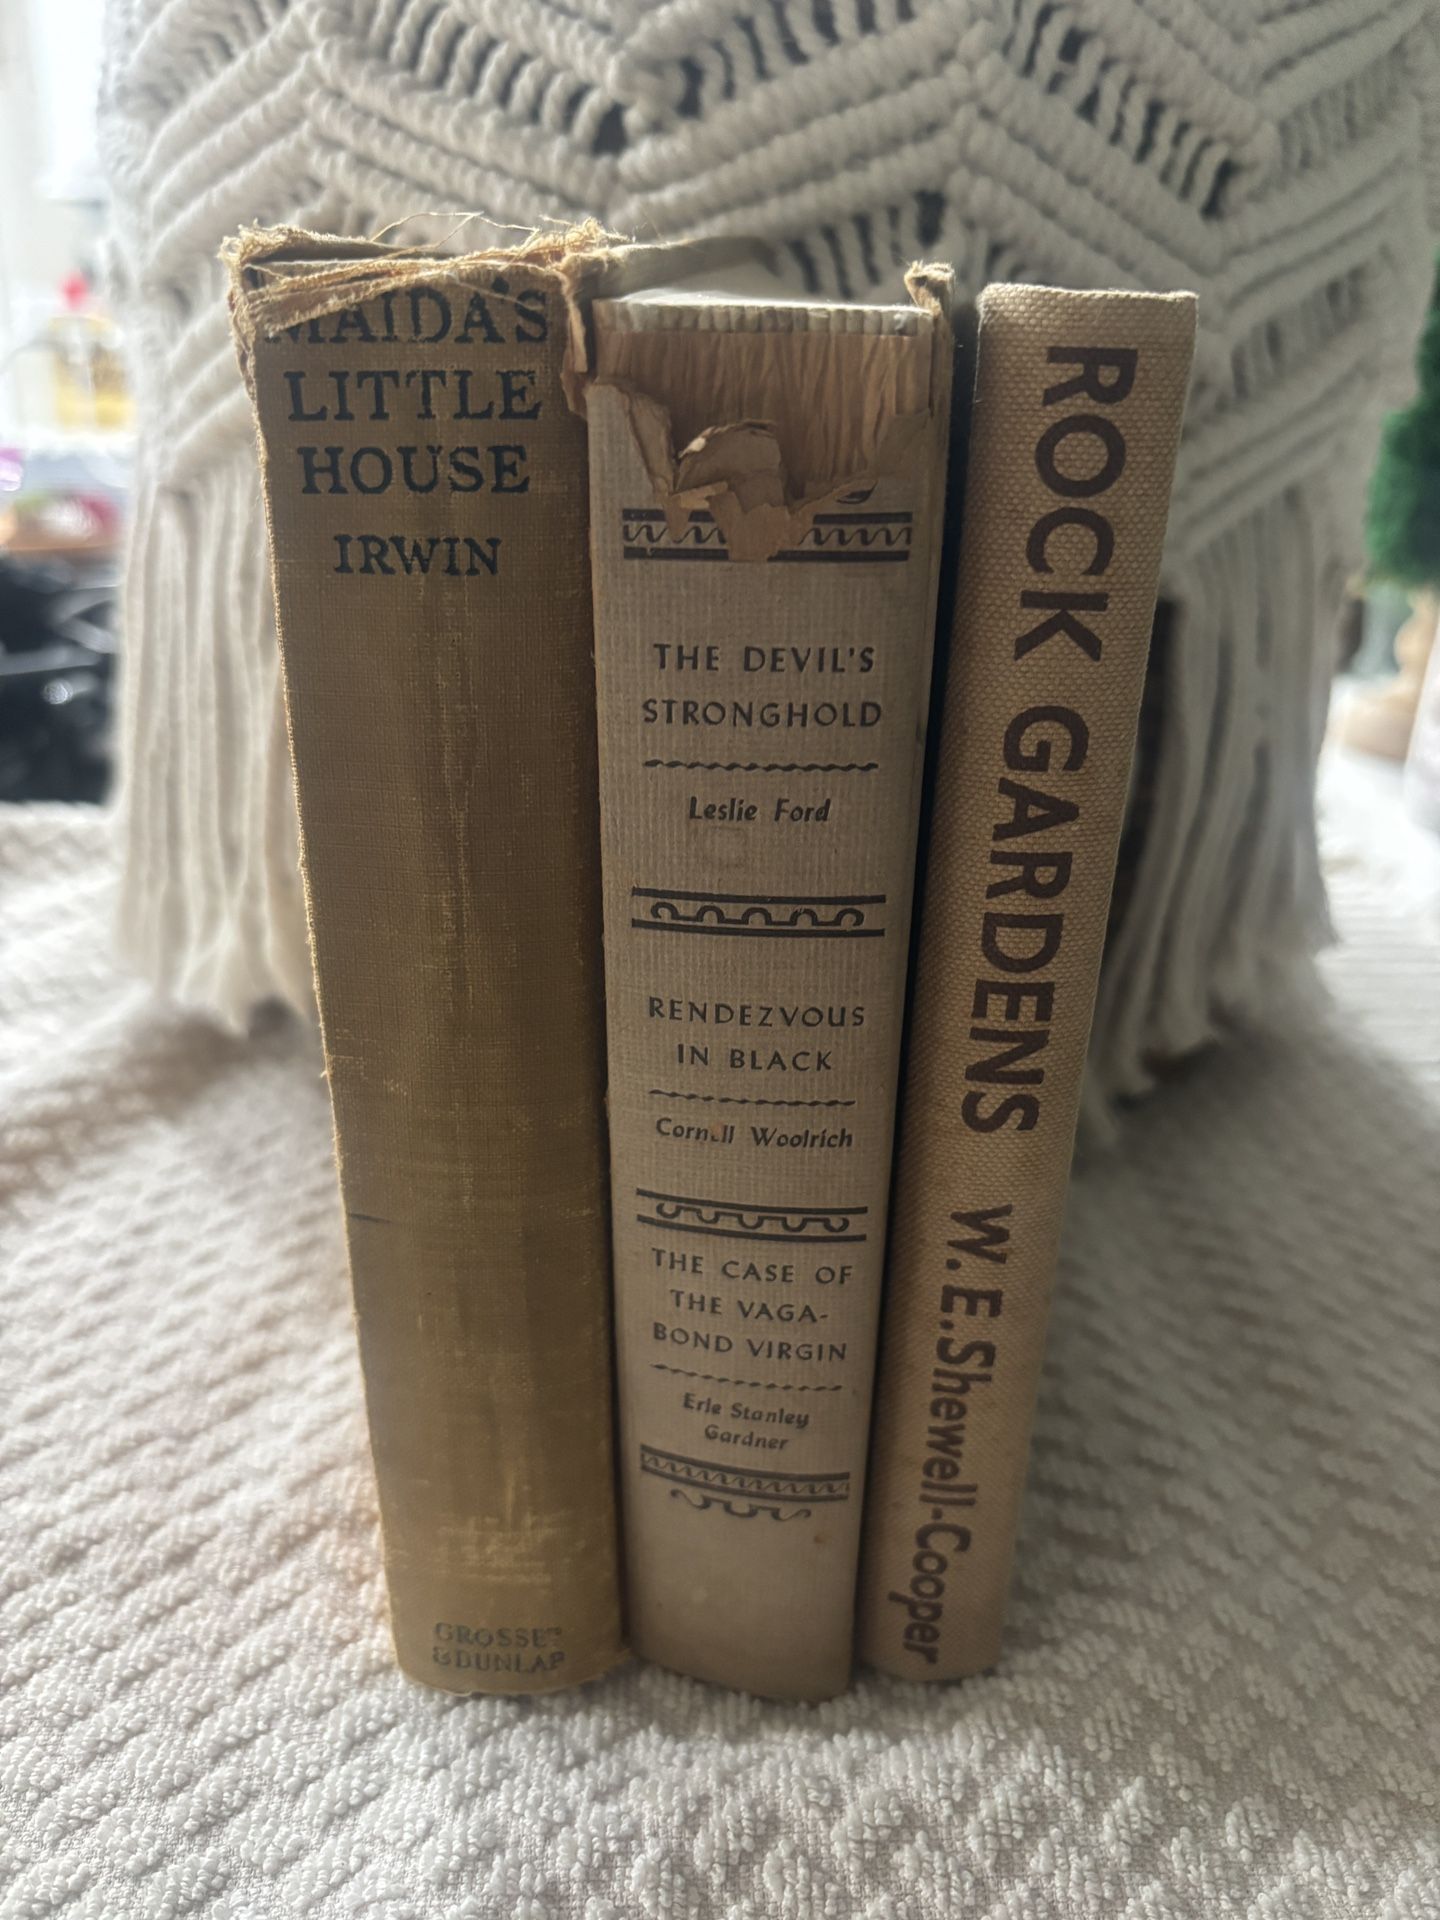 MAIDA'S
LITTLE
HOUSE
IRWIN
GROSSET
& DUNLAP
THE DEVIL'S
STRONGHOLD
Leslie Ford
RENDEZVOUS
IN BLACK
Cornell Woolrich
THE CASE OF
THE VAGA-
BOND VIRGIN
Erle Stanley
Gardner
ROCK GARDENS W.E.Shewell-Cooper